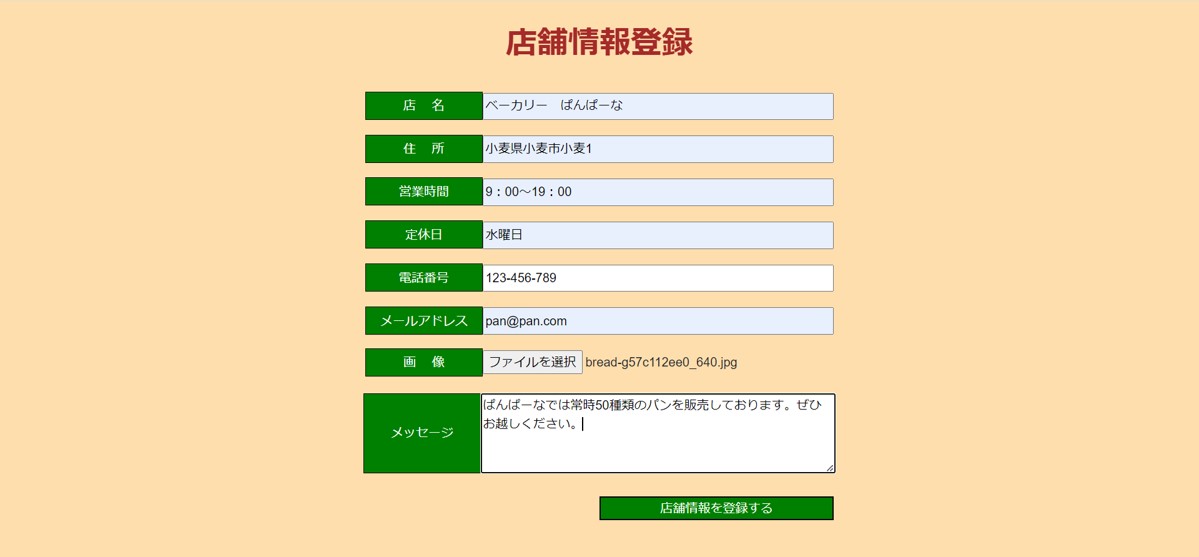 店舗情報登録
店　名 ベーカリー　ぱんぱーな
住　所 小麦県小麦市小麦1
営業時間 9：00～19：00
定休日 水曜日
電話番号 123-456-789
メールアドレス pan@pan.com
画　像 ファイルを選択 bread-g57c112ee0_640.jpg
メッセージ ぱんぱーなでは常時50種類のパンを販売しております。ぜひ
お越しください。
店舗情報を登録する